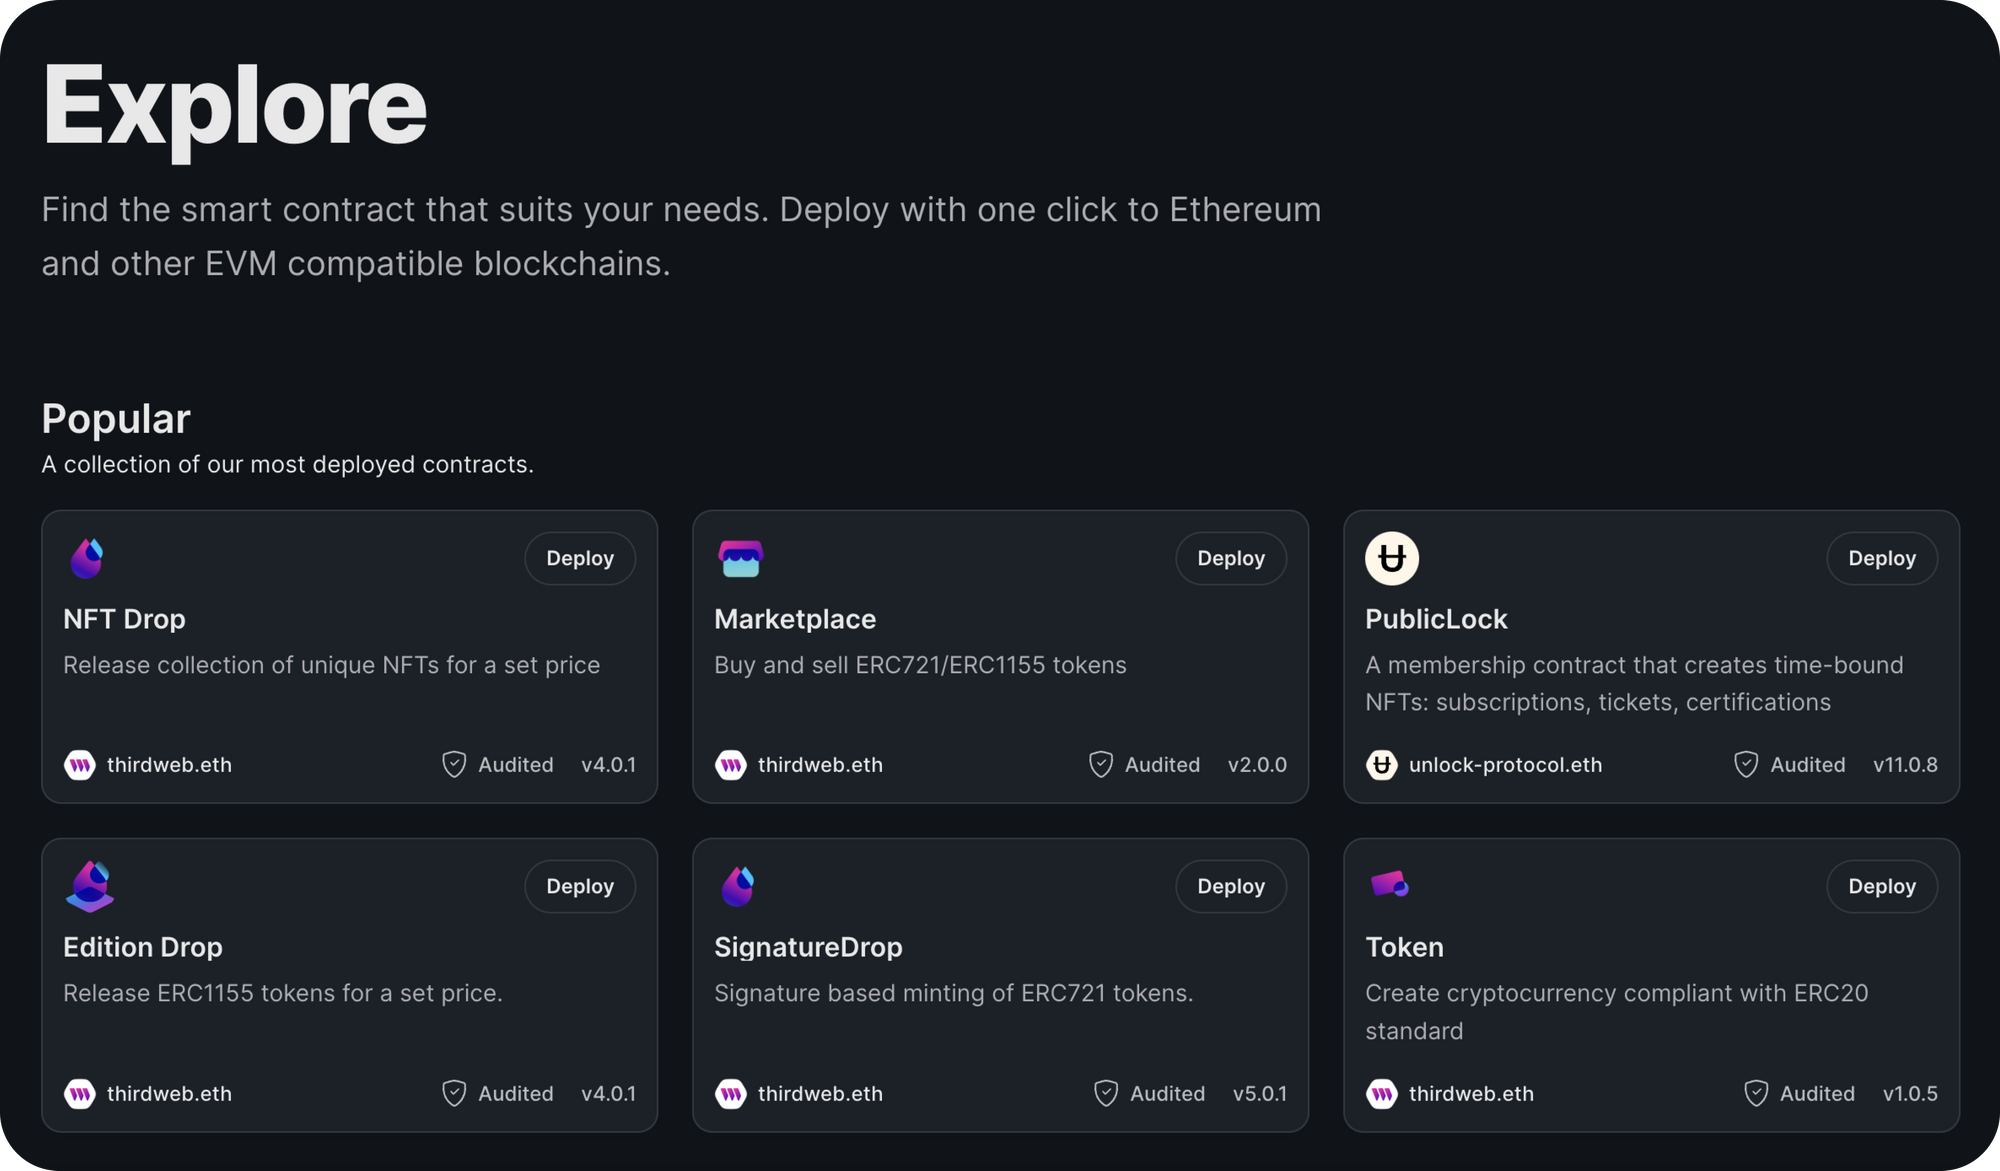 Explore
Find the smart contract that suits your needs. Deploy with one click to Ethereum
and other EVM compatible blockchains.
Popular
A collection of our most deployed contracts.
Deploy
NFT Drop
Release collection of unique NFTs for a set price
thirdweb.eth
Audited
v4.0.1
Deploy
Marketplace
Buy and sell ERC721/ERC1155 tokens
thirdweb.eth
Audited
v2.0.0
Deploy
PublicLock
A membership contract that creates time-bound
NFTs: subscriptions, tickets, certifications
unlock-protocol.eth
Audited
v11.0.8
Deploy
Edition Drop
Release ERC1155 tokens for a set price.
thirdweb.eth
Audited
v4.0.1
Deploy
SignatureDrop
Signature based minting of ERC721 tokens.
thirdweb.eth
Audited
v5.0.1
Deploy
Token
Create cryptocurrency compliant with ERC20
standard
thirdweb.eth
Audited
v1.0.5